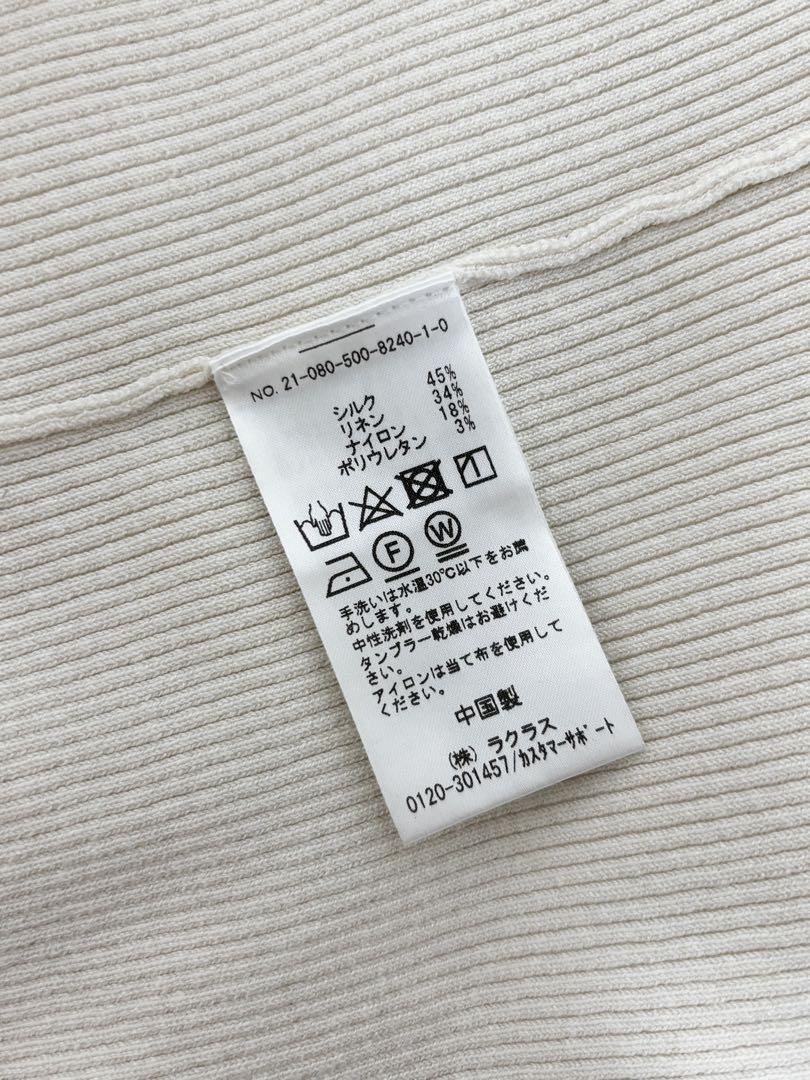 NO. 21-080-500-8240-1-0
シルク 45%
リネン 34%
ナイロン 18%
ポリウレタン 3%
F W
手洗いは水温30℃以下をお薦
めします。
中性洗剤を使用してください。
タンブラー乾燥はお避けくだ
さい。
アイロンは当て布を使用して
ください。
中国製
(株) ラクラス
0120-301457/カスタマーサポート